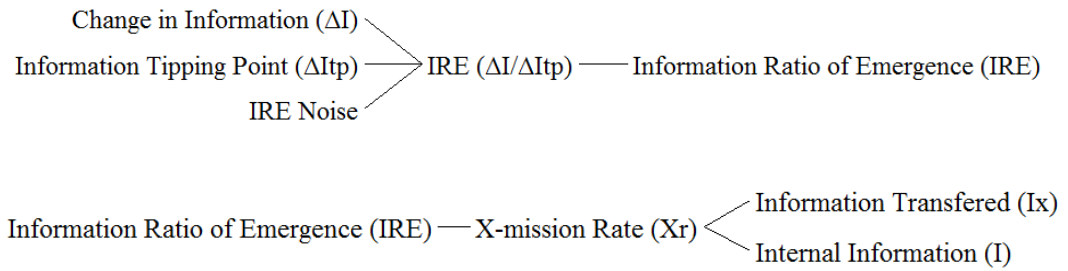 Change in Information (ΔI)
Information Tipping Point (ΔItp) IRE (ΔI/ΔItp) Information Ratio of Emergence (IRE)
IRE Noise
Information Transfered (Ix)
Information Ratio of Emergence (IRE) X-mission Rate (Xr)
Internal Information (I)